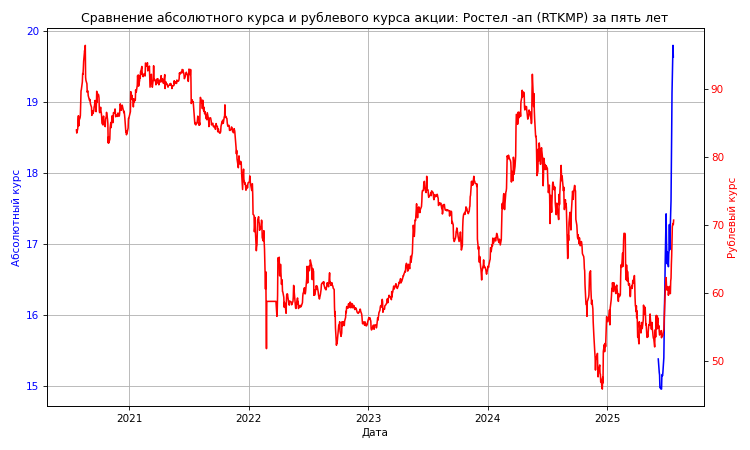 Сравнение абсолютного курса и рублевого курса акции: Ростел -ап (RTKMP) за пять лет
20
19
18
17
16
15
Абсолютный курс
90
80
70
60
50
Рублевый курс
2021 2022 2023 2024 2025
Дата